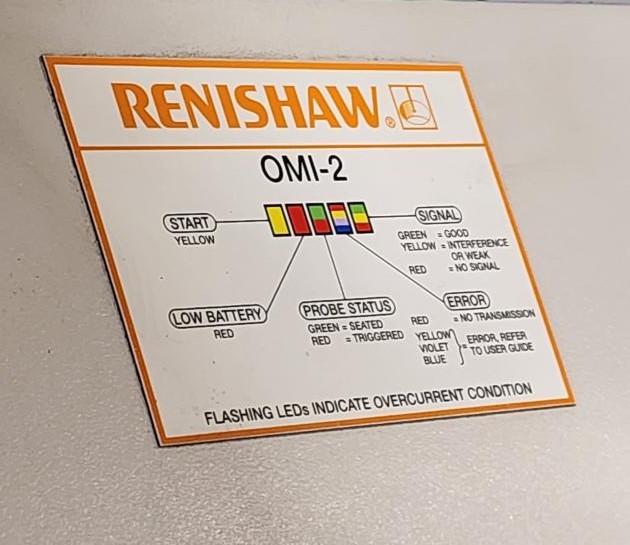 RENISHAW®
OMI-2
START
YELLOW
SIGNAL
GREEN = GOOD
YELLOW = INTERFERENCE
OR WEAK
RED = NO SIGNAL
LOW BATTERY
RED
PROBE STATUS
GREEN = SEATED
RED = TRIGGERED
ERROR
RED = NO TRANSMISSION
YELLOW
VIOLET
BLUE
= ERROR, REFER
TO USER GUIDE
FLASHING LEDs INDICATE OVERCURRENT CONDITION